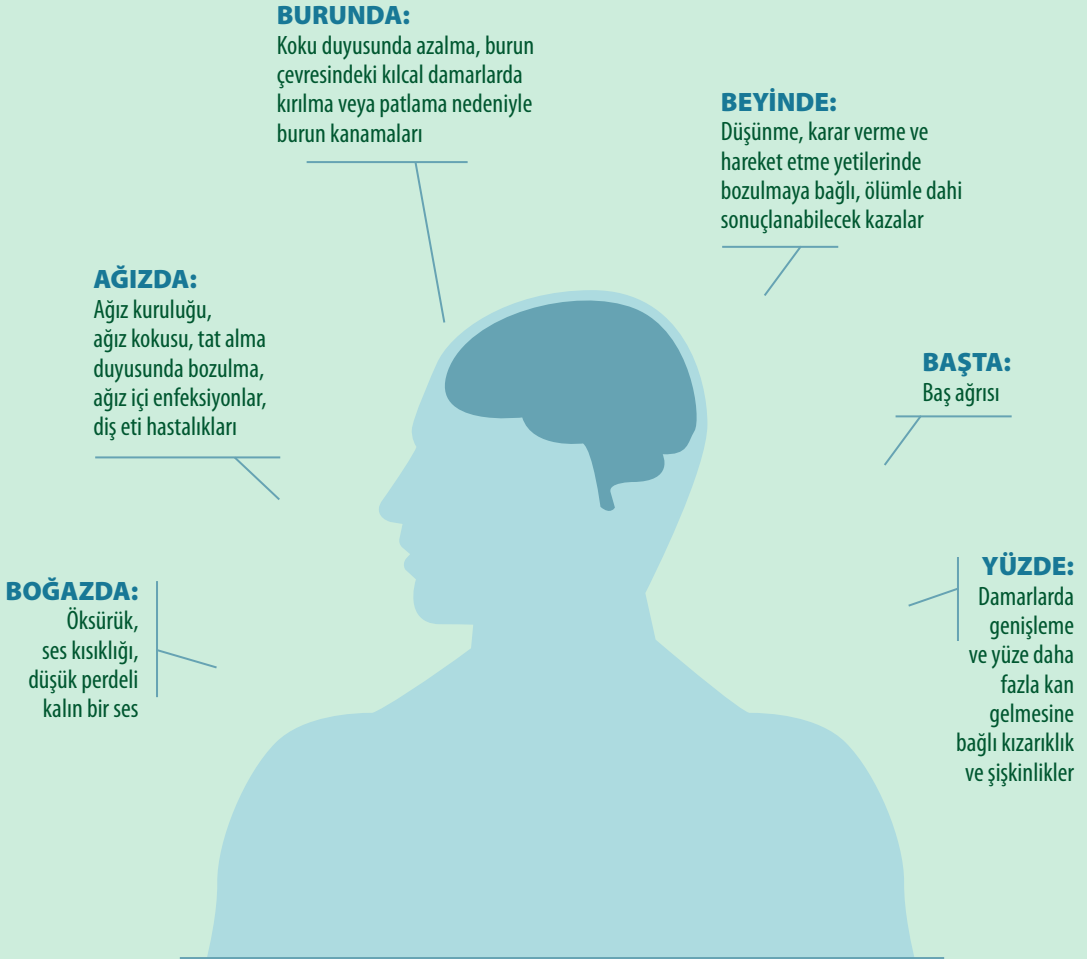 BURUNDA:
Koku duyusunda azalma, burun
çevresindeki kılcal damarlarda
kırılma veya patlama nedeniyle
burun kanamaları
BEYİNDE:
Düşünme, karar verme ve
hareket etme yetilerinde
bozulmaya bağlı, ölümle dahi
sonuçlanabilecek kazalar
AĞIZDA:
Ağız kuruluğu,
ağız kokusu, tat alma
duyusunda bozulma,
ağız içi enfeksiyonlar,
diş eti hastalıkları
BAŞTA:
Baş ağrısı
BOĞAZDA:
Öksürük,
ses kısıklığı,
düşük perdeli
kalın bir ses
YÜZDE:
Damarlarda
genişleme
ve yüze daha
fazla kan
gelmesine
bağlı kızarıklık
ve şişkinlikler